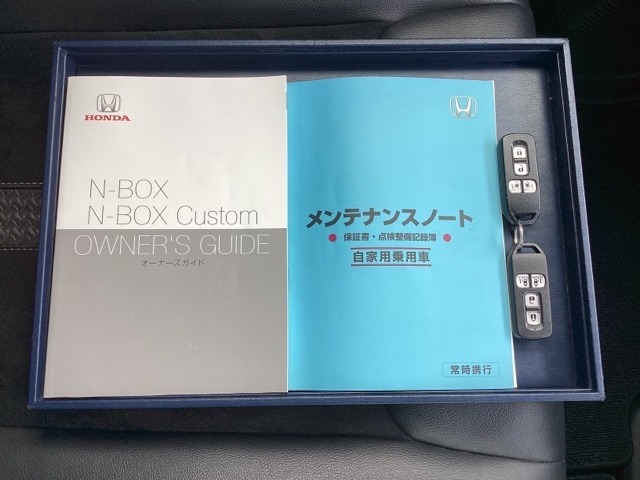 HONDA
N-BOX
N-BOX Custom
OWNER'S GUIDE
オーナーズガイド
メンテナンスノート
保証書・点検整備記録簿
自家用乗用車
常時携行